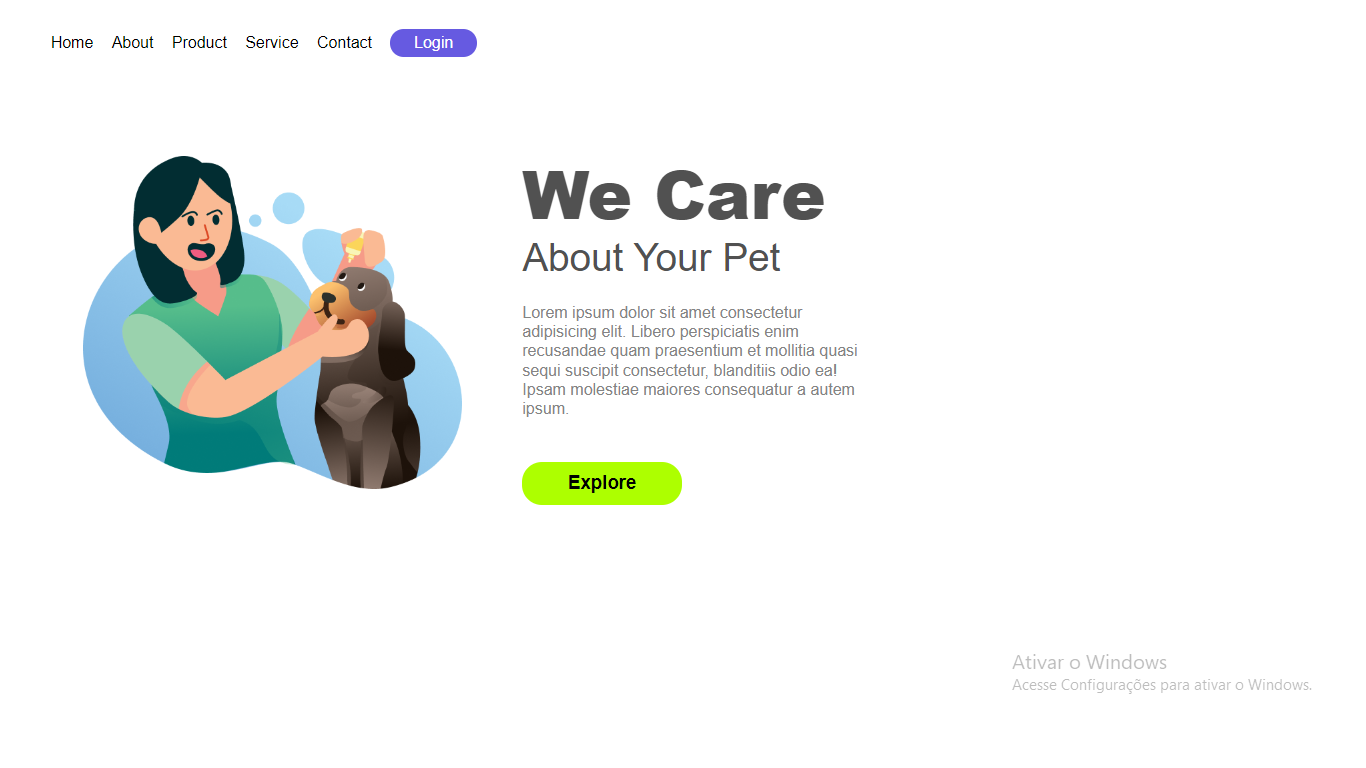 Home About Product Service Contact Login
We Care
About Your Pet
Lorem ipsum dolor sit amet consectetur
adipisicing elit. Libero perspiciatis enim
recusandae quam praesentium et mollitia quasi
sequi suscipit consectetur, blanditiis odio ea!
Ipsam molestiae maiores consequatur a autem
ipsum.
Explore
Ativar o Windows
Acesse Configurações para ativar o Windows.